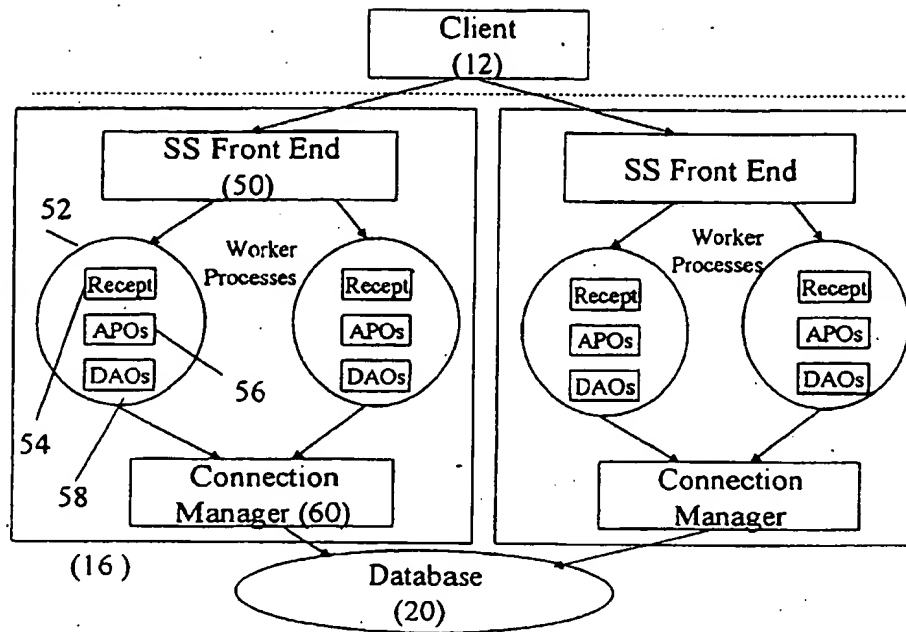 Client
(12)
SS Front End
(50)
SS Front End
52
Worker
Processes
Worker
Processes
Recept
Recept
Recept
Recept
APOs
APOs
APOs
APOs
DAOs
DAOs
DAOs
DAOs
56
54
58
Connection
Manager (60)
Connection
Manager
(16)
Database
(20)